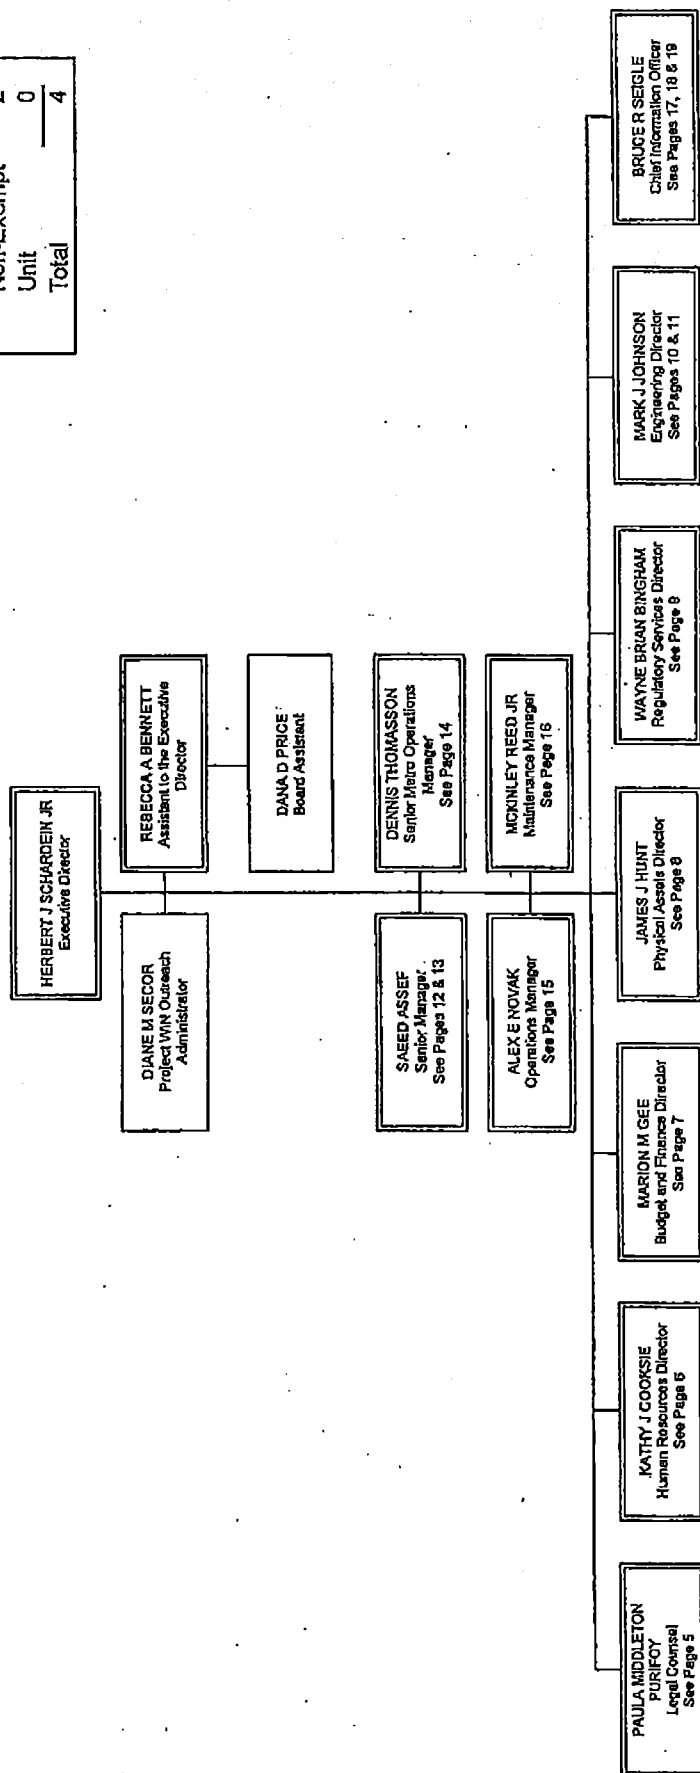 Unit 0
Total 4
HERBERT J SCHARDEIN JR
Executive Director
DIANE M SECOR
Project WIN Outreach
Administrator
REBECCA A BENNETT
Assistant to the Executive
Director
DANA D PRICE
Board Assistant
SAEED ASSEF
Senior Manager
See Pages 12 & 13
DENNIS THOMASSON
Senior Metro Operations
Manager
See Page 14
ALEX E NOVAK
Operations Manager
See Page 15
MCKINLEY REED JR
Maintenance Manager
See Page 16
PAULA MIDDLETON
PURIFOY
Legal Counsel
See Page 5
KATHY J COOKSIE
Human Resources Director
See Page 6
MARION M GEE
Budget and Finance Director
See Page 7
JAMES J HUNT
Physical Assets Director
See Page 8
WAYNE BRIAN BINGHAM
Regulatory Services Director
See Page 9
MARK J JOHNSON
Engineering Director
See Pages 10 & 11
BRUCE R SEIGLE
Chief Information Officer
See Pages 17, 18 & 19